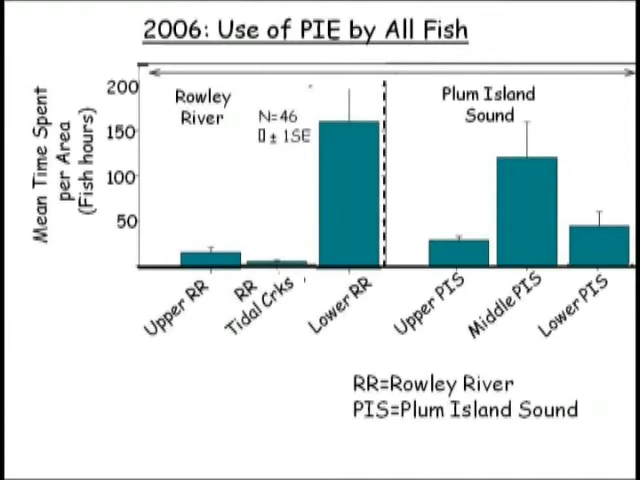 2006: Use of PIE by All Fish
Mean Time Spent
per Area
(Fish hours)
200
150
100
50
Rowley
River
N=46
▯ ± 1SE
Plum Island
Sound
Upper RR
RR
Tidal Crks
Lower RR
Upper PIS
Middle PIS
Lower PIS
RR=Rowley River
PIS=Plum Island Sound